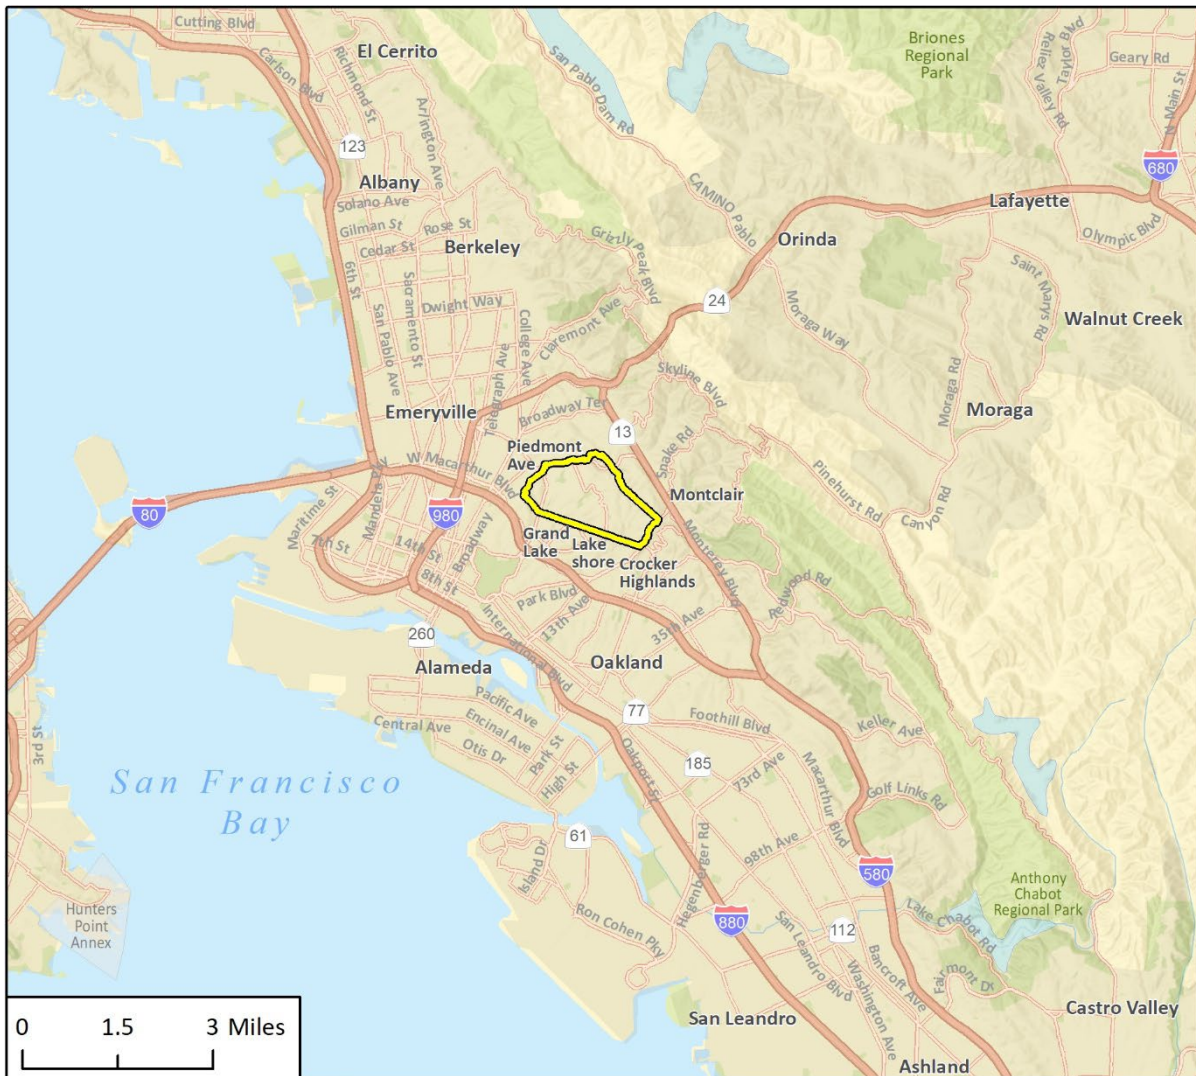 Cutting Blvd
Carlson Blvd
Richmond St
El Cerrito
Arlington Ave
San Pablo Dam Rd
Briones
Regional
Park
Relief Valley Rd
Taylor Blvd
Geary Rd
N Main St
123
Albany
Solano Ave
Gilman St
Rose St
Cedar St
Berkeley
6th St
Sacramento St
San Pablo Ave
Dwight Way
College Ave
Telegraph Ave
Claremont Ave
Grizzly Peak Blvd
CAMINO Pablo
Orinda
Lafayette
680
Olympic Blvd
Saint Marys Rd
Walnut Creek
24
Moraga Way
Moraga Rd
Moraga
Skyline Blvd
Emeryville
Broadway Ter
13
Snake Rd
Piedmont
Ave
W Macarthur Blvd
Montclair
Pinehurst Rd
Canyon Rd
80
Maritime St
Mandela Pky
980
7th St
14th St
Broadway
8th St
Grand
Lake
Lake
shore
Crocker
Highlands
Monterey Blvd
Redwood Rd
Park Blvd
13th Ave
35th Ave
International Blvd
260
Alameda
Oakland
Pacific Ave
Central Ave
Encinal Ave
Otis Dr
Park St
High St
77
Foothill Blvd
Keller Ave
3rd St
San Francisco
Bay
Oakport St
185
73rd Ave
Macarthur Blvd
Golf Links Rd
61
Island Dr
98th Ave
580
Hegenberger Rd
Anthony
Chabot
Regional Park
Hunters
Point
Annex
Ron Cohen Pky
880
San Leandro Blvd
112
Lake Chabot Rd
Washington Ave
Bancroft Ave
Fairmont Dr
Castro Valley
San Leandro
Ashland
0 1.5 3 Miles